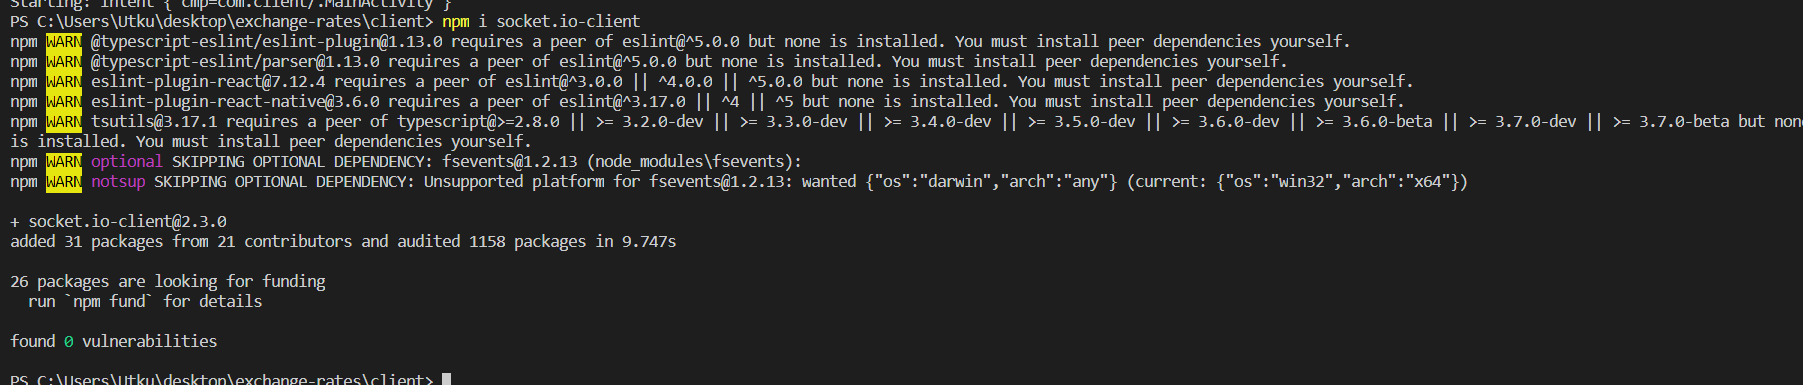 Starting: Intent { cmp=com.client/.MainActivity }
PS C:\Users\Utku\desktop\exchange-rates\client> npm i socket.io-client
npm WARN @typescript-eslint/eslint-plugin@1.13.0 requires a peer of eslint@^5.0.0 but none is installed. You must install peer dependencies yourself.
npm WARN @typescript-eslint/parser@1.13.0 requires a peer of eslint@^5.0.0 but none is installed. You must install peer dependencies yourself.
npm WARN eslint-plugin-react@7.12.4 requires a peer of eslint@^3.0.0 || ^4.0.0 || ^5.0.0 but none is installed. You must install peer dependencies yourself.
npm WARN eslint-plugin-react-native@3.6.0 requires a peer of eslint@^3.17.0 || ^4 || ^5 but none is installed. You must install peer dependencies yourself.
npm WARN tsutils@3.17.1 requires a peer of typescript@>=2.8.0 || >= 3.2.0-dev || >= 3.3.0-dev || >= 3.4.0-dev || >= 3.5.0-dev || >= 3.6.0-dev || >= 3.6.0-beta || >= 3.7.0-dev || >= 3.7.0-beta but none
is installed. You must install peer dependencies yourself.
npm WARN optional SKIPPING OPTIONAL DEPENDENCY: fsevents@1.2.13 (node_modules\fsevents):
npm WARN notsup SKIPPING OPTIONAL DEPENDENCY: Unsupported platform for fsevents@1.2.13: wanted {"os":"darwin","arch":"any"} (current: {"os":"win32","arch":"x64"})
+ socket.io-client@2.3.0
added 31 packages from 21 contributors and audited 1158 packages in 9.747s
26 packages are looking for funding
run `npm fund` for details
found 0 vulnerabilities
PS C:\Users\Utku\desktop\exchange-rates\client>